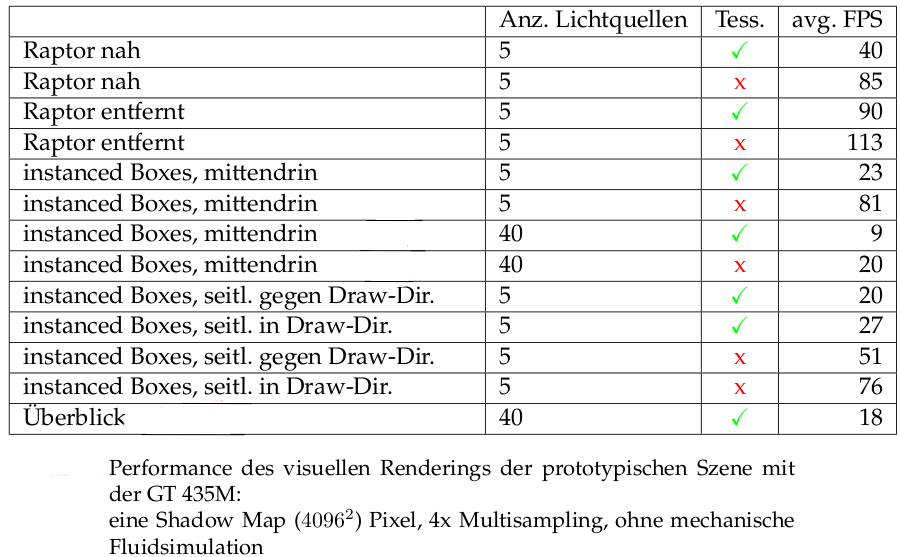 Anz. Lichtquellen Tess. avg. FPS
Raptor nah 5 ✓ 40
Raptor nah 5 x 85
Raptor entfernt 5 ✓ 90
Raptor entfernt 5 x 113
instanced Boxes, mittendrin 5 ✓ 23
instanced Boxes, mittendrin 5 x 81
instanced Boxes, mittendrin 40 ✓ 9
instanced Boxes, mittendrin 40 x 20
instanced Boxes, seitl. gegen Draw-Dir. 5 ✓ 20
instanced Boxes, seitl. in Draw-Dir. 5 ✓ 27
instanced Boxes, seitl. gegen Draw-Dir. 5 x 51
instanced Boxes, seitl. in Draw-Dir. 5 x 76
Überblick 40 ✓ 18
Performance des visuellen Renderings der prototypischen Szene mit
der GT 435M:
eine Shadow Map (4096²) Pixel, 4x Multisampling, ohne mechanische
Fluidsimulation